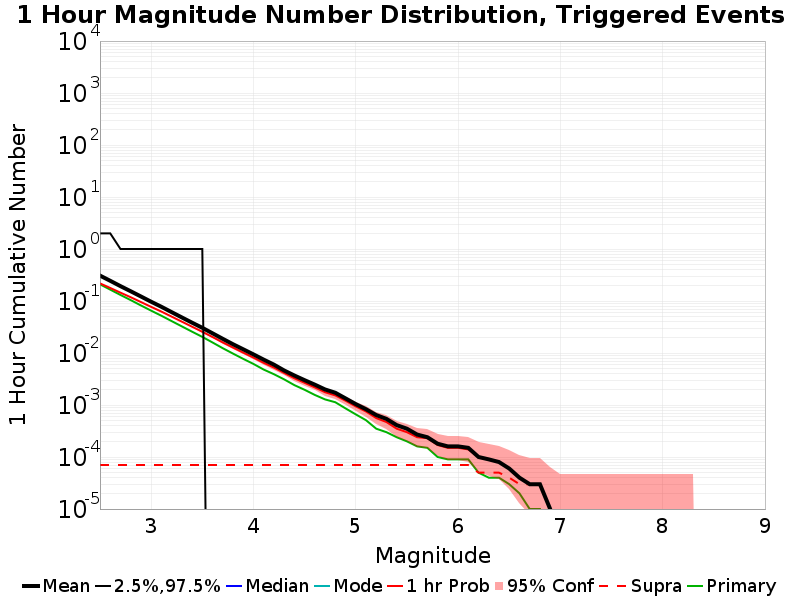 1 Hour Magnitude Number Distribution, Triggered Events
10^4
10^3
10^2
10^1
10^0
10^-1
10^-2
10^-3
10^-4
10^-5
1 Hour Cumulative Number
3 4 5 6 7 8 9
Magnitude
Mean 2.5%,97.5% Median Mode 1 hr Prob 95% Conf Supra Primary